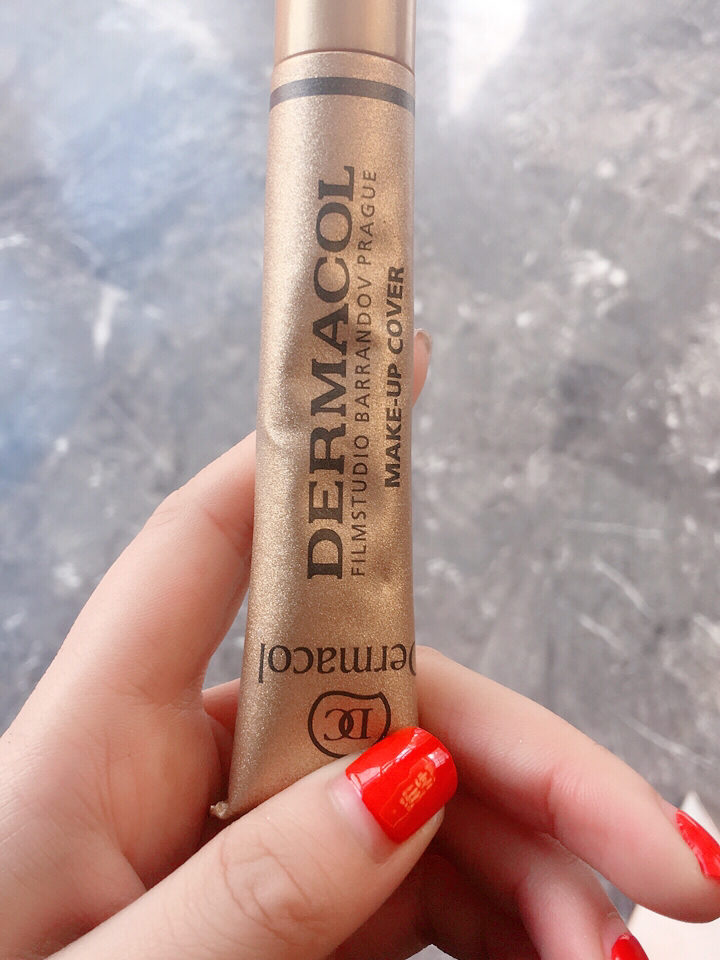 DERMACOL
FILMSTUDIO BARRANDOV PRAGUE
MAKE-UP COVER
Dermacol
DC